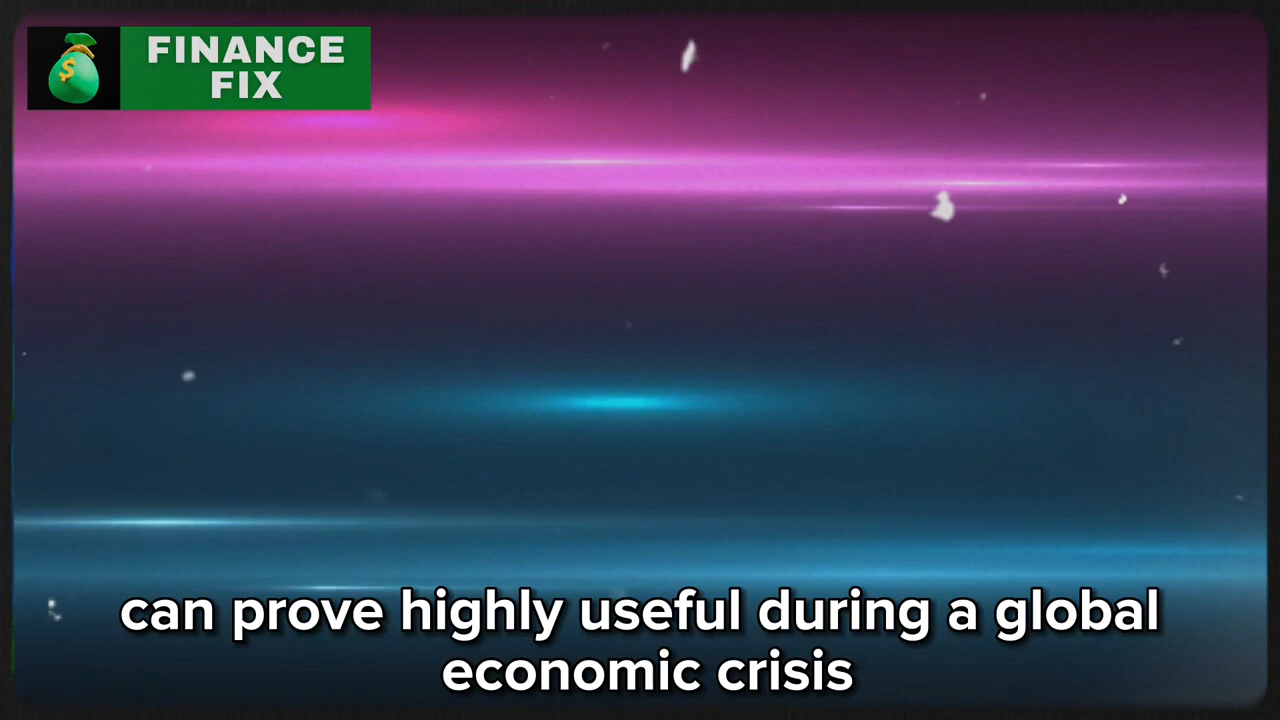 FINANCE
FIX
can prove highly useful during a global
economic crisis